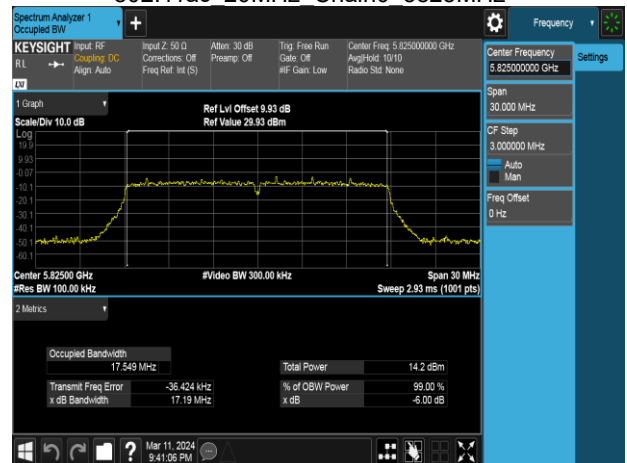 802.11ac_20MHz_Chain0_5825MHz
Spectrum Analyzer 1
Occupied BW
Frequency
KEYSIGHT
RL
LXI
Input: RF
Coupling: DC
Align: Auto
Input Z: 50 Ω
Corrections: Off
Freq Ref: Int (S)
Atten: 30 dB
Preamp: Off
Trig: Free Run
Gate: Off
#IF Gain: Low
Center Freq: 5.825000000 GHz
Avg|Hold: 10/10
Radio Std: None
Center Frequency
5.825000000 GHz
Settings
Span
30.000 MHz
CF Step
3.000000 MHz
Auto
Man
Freq Offset
0 Hz
1 Graph
Scale/Div 10.0 dB
Ref Lvl Offset 9.93 dB
Ref Value 29.93 dBm
Log
19.9
9.93
-0.07
-10.1
-20.1
-30.1
-40.1
-50.1
-60.1
Center 5.82500 GHz
#Res BW 100.00 kHz
#Video BW 300.00 kHz
Span 30 MHz
Sweep 2.93 ms (1001 pts)
2 Metrics
Occupied Bandwidth
17.549 MHz
Total Power 14.2 dBm
Transmit Freq Error -36.424 kHz
% of OBW Power 99.00 %
x dB Bandwidth 17.19 MHz
x dB -6.00 dB
?
Mar 11, 2024
9:41:06 PM